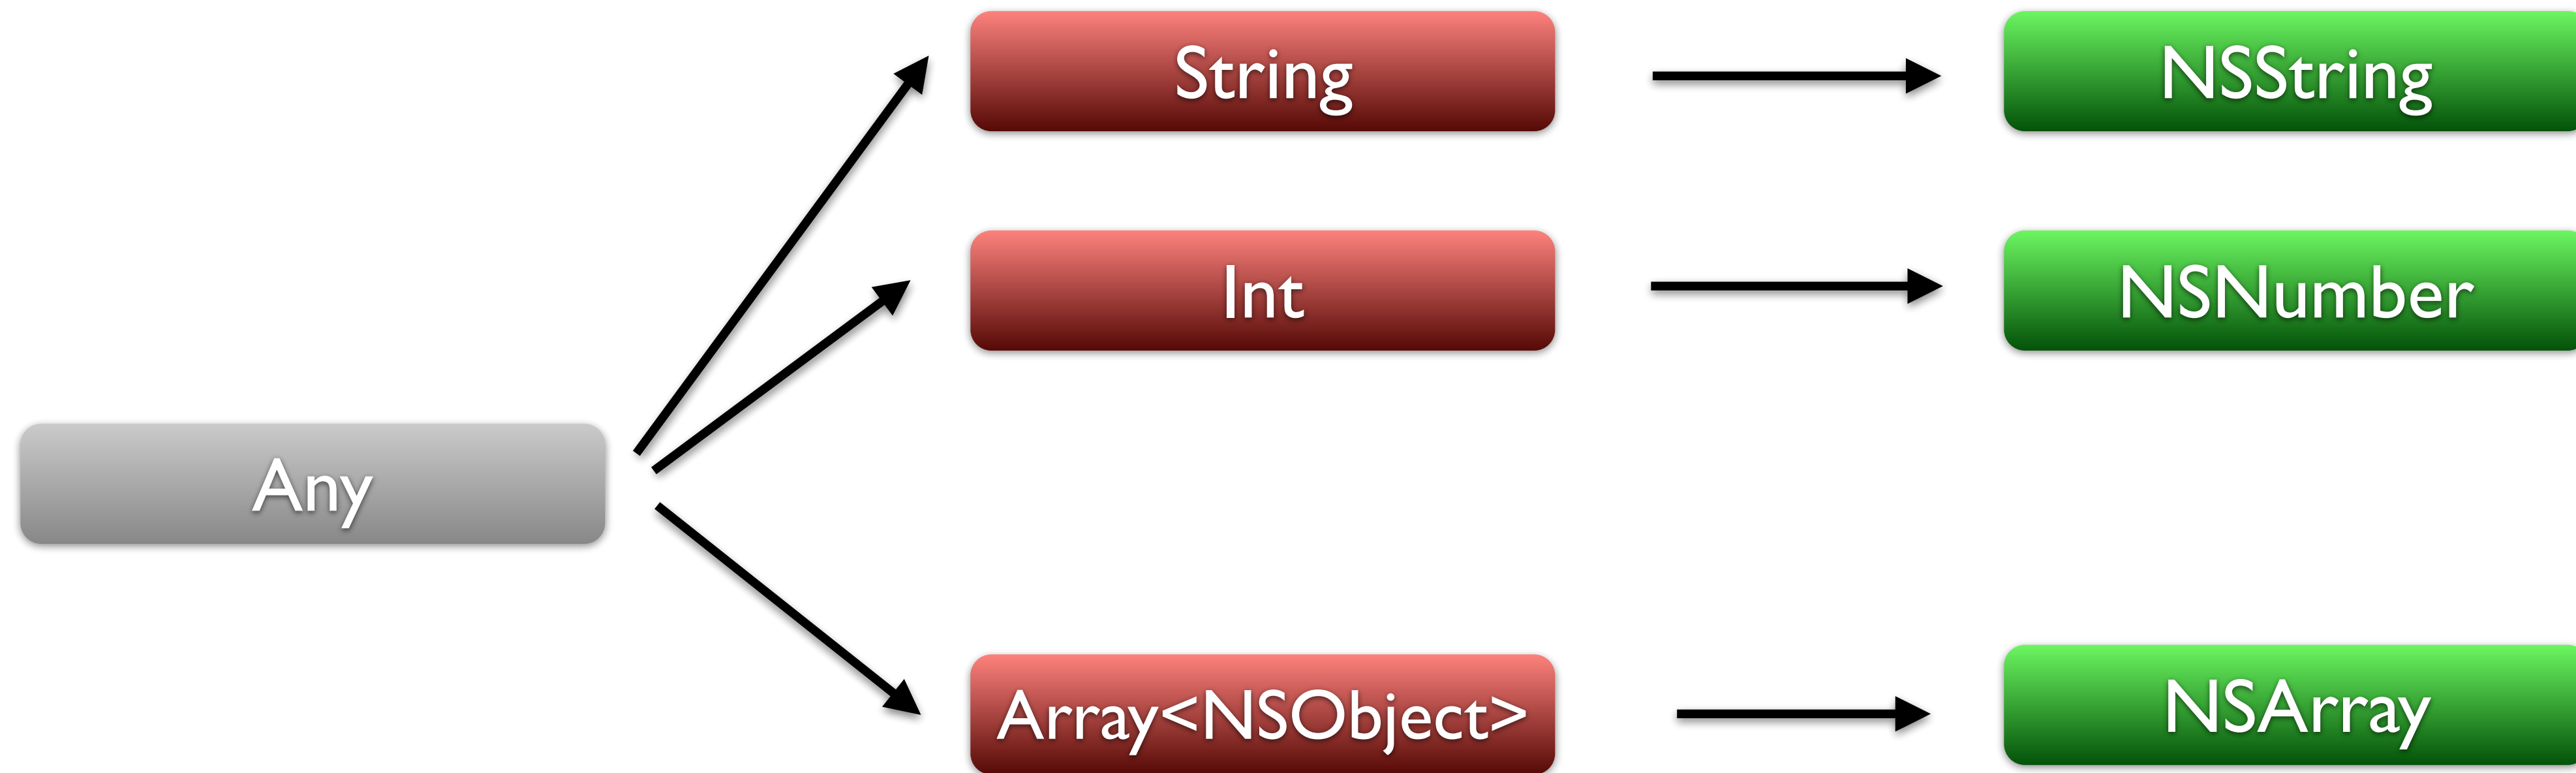 String
NSString
Int
NSNumber
Any
Array<NSObject>
NSArray